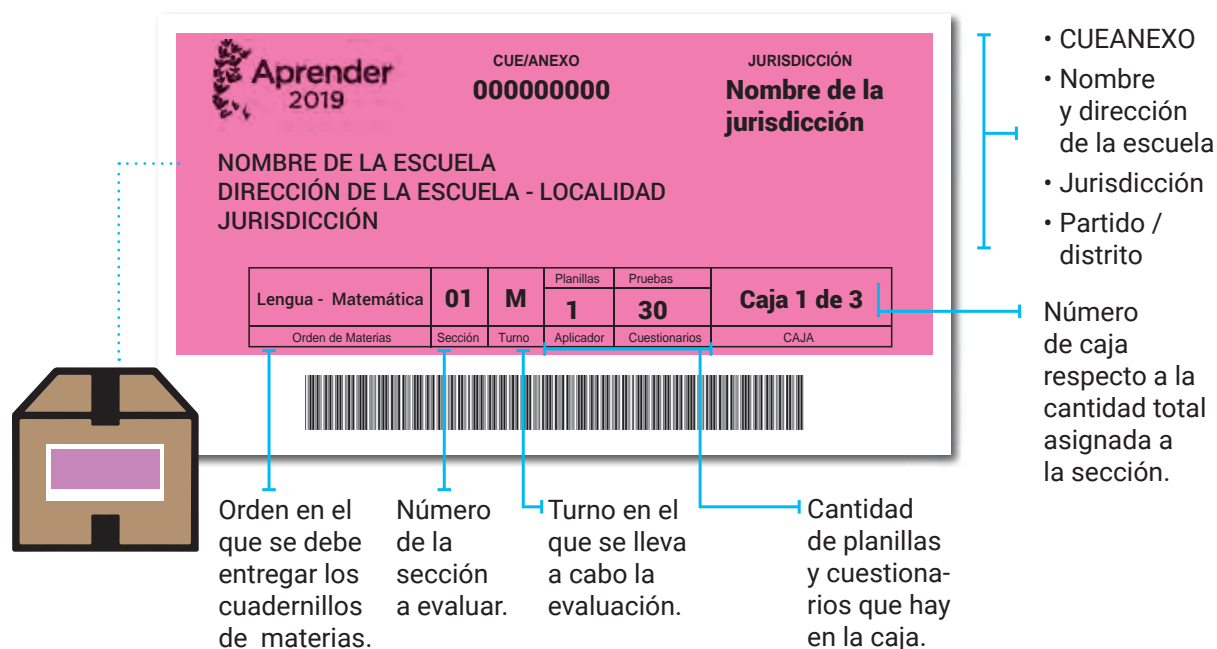 Aprender
2019
CUE/ANEXO
000000000
JURISDICCIÓN
Nombre de la
jurisdicción
NOMBRE DE LA ESCUELA
DIRECCIÓN DE LA ESCUELA - LOCALIDAD
JURISDICCIÓN
Lengua - Matemática
01
M
Planillas
1
Pruebas
30
Caja 1 de 3
Orden de Materias
Sección
Turno
Aplicador
Cuestionarios
CAJA
• CUEANEXO
• Nombre
y dirección
de la escuela
• Jurisdicción
• Partido /
distrito
Número
de caja
respecto a la
cantidad total
asignada a
la sección.
Orden en el
que se debe
entregar los
cuadernillos
de materias.
Número
de la
sección
a evaluar.
Turno en el
que se lleva
a cabo la
evaluación.
Cantidad
de planillas
y cuestiona-
rios que hay
en la caja.